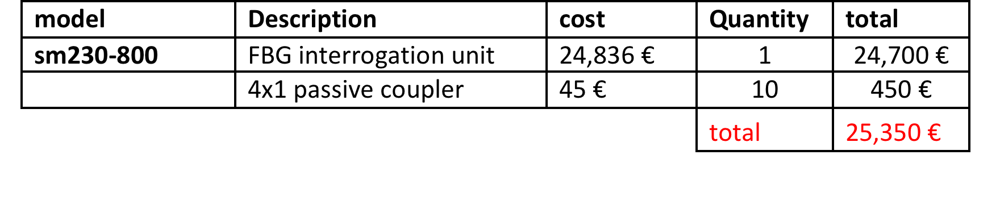 model Description cost Quantity total
sm230-800 FBG interrogation unit 24,836 € 1 24,700 €
4x1 passive coupler 45 € 10 450 €
total 25,350 €